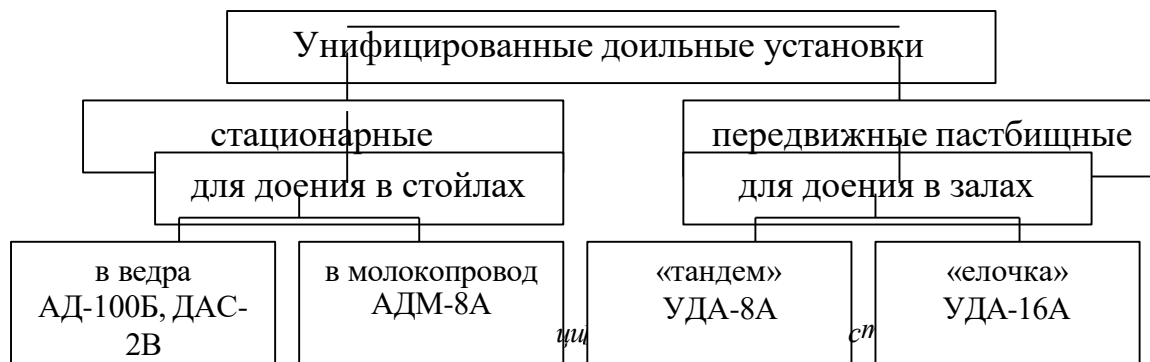 Унифицированные доильные установки
стационарные
передвижные пастбищные
для доения в стойлах
для доения в залах
в ведра
АД-100Б, ДАС-
2В
в молокопровод
АДМ-8А
«тандем»
УДА-8А
«елочка»
УДА-16А